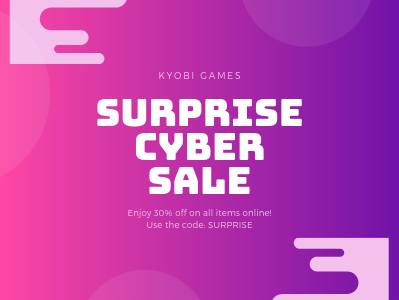 KYOBI GAMES
SURPRISE
CYBER
SALE
Enjoy 30% off on all items online!
Use the code: SURPRISE